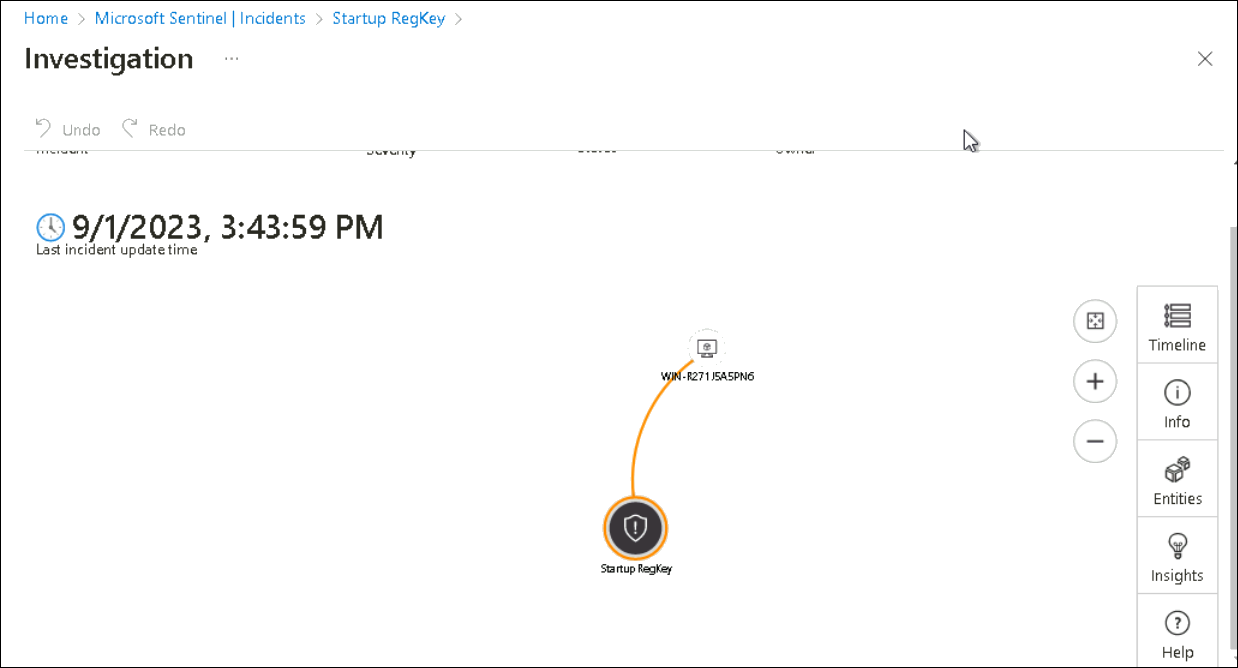 Home > Microsoft Sentinel | Incidents > Startup RegKey >
Investigation ...
Undo Redo
Incident Severity Status Owner
9/1/2023, 3:43:59 PM
Last incident update time
WIN-R271J5A5PN6
Startup RegKey
Timeline
Info
Entities
Insights
Help